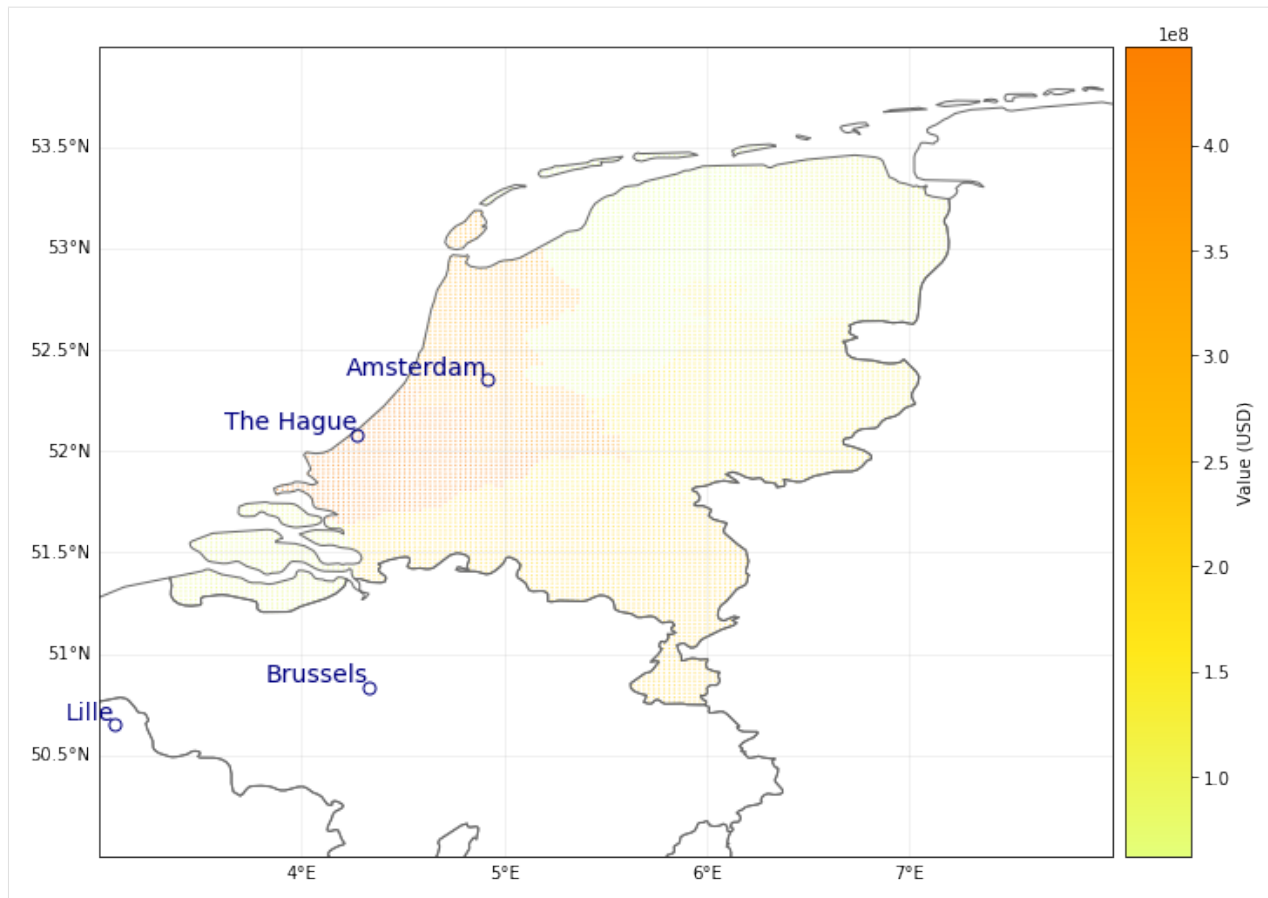 1e8
53.5°N
53°N
52.5°N
52°N
51.5°N
51°N
50.5°N
Amsterdam
The Hague
Brussels
Lille
4°E
5°E
6°E
7°E
4.0
3.5
3.0
2.5
2.0
1.5
1.0
Value (USD)